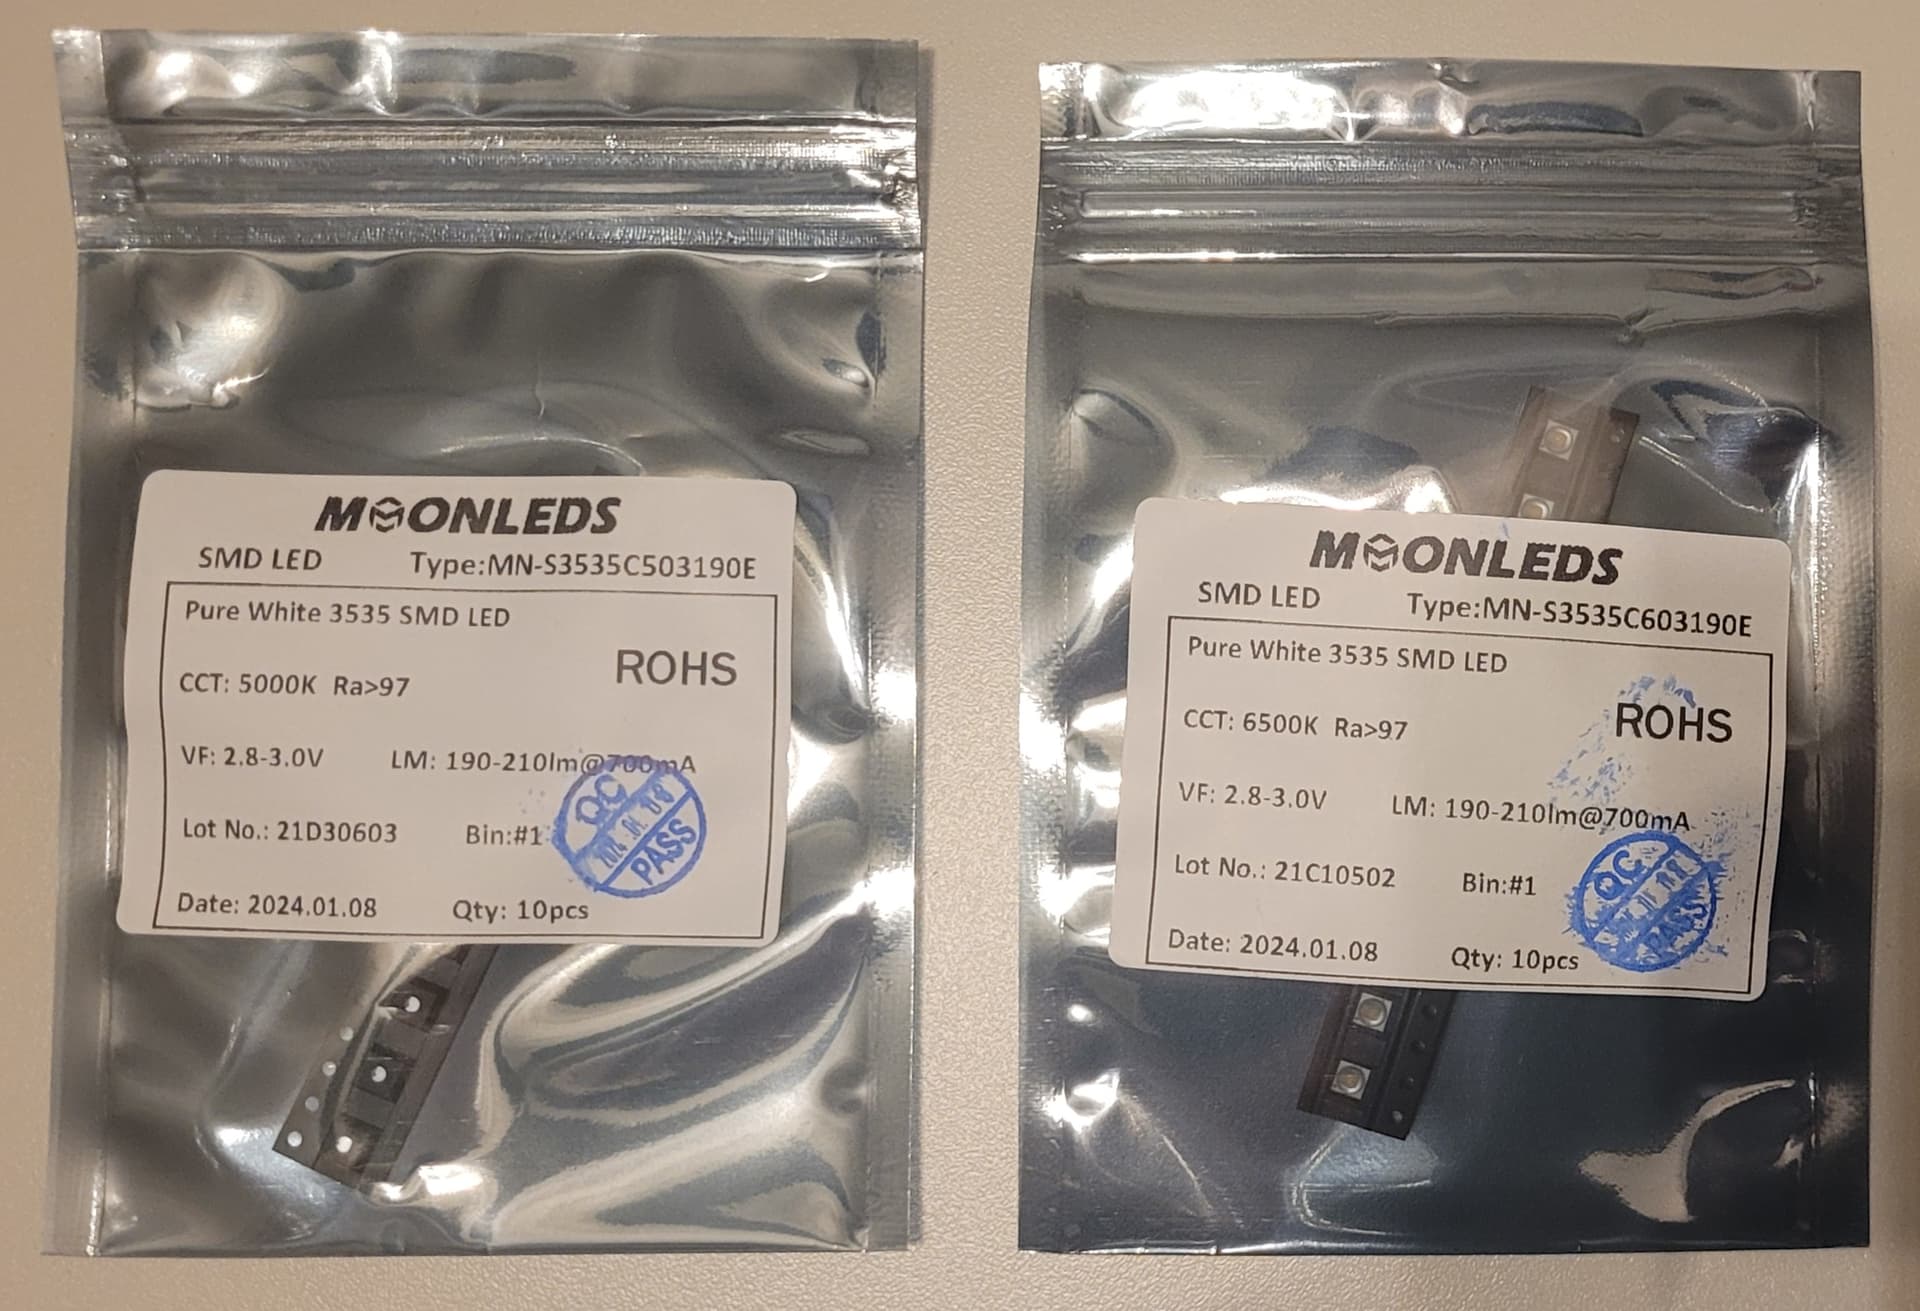 MOONLEDS
SMD LED Type:MN-S3535C503190E
Pure White 3535 SMD LED
ROHS
CCT: 5000K Ra>97
VF: 2.8-3.0V LM: 190-210lm@700mA
Lot No.: 21D30603 Bin:#1
Date: 2024.01.08 Qty: 10pcs
QC
2024.01.08
PASS
MOONLEDS
SMD LED Type:MN-S3535C603190E
Pure White 3535 SMD LED
ROHS
CCT: 6500K Ra>97
VF: 2.8-3.0V LM: 190-210lm@700mA
Lot No.: 21C10502 Bin:#1
Date: 2024.01.08 Qty: 10pcs
QC
PASS